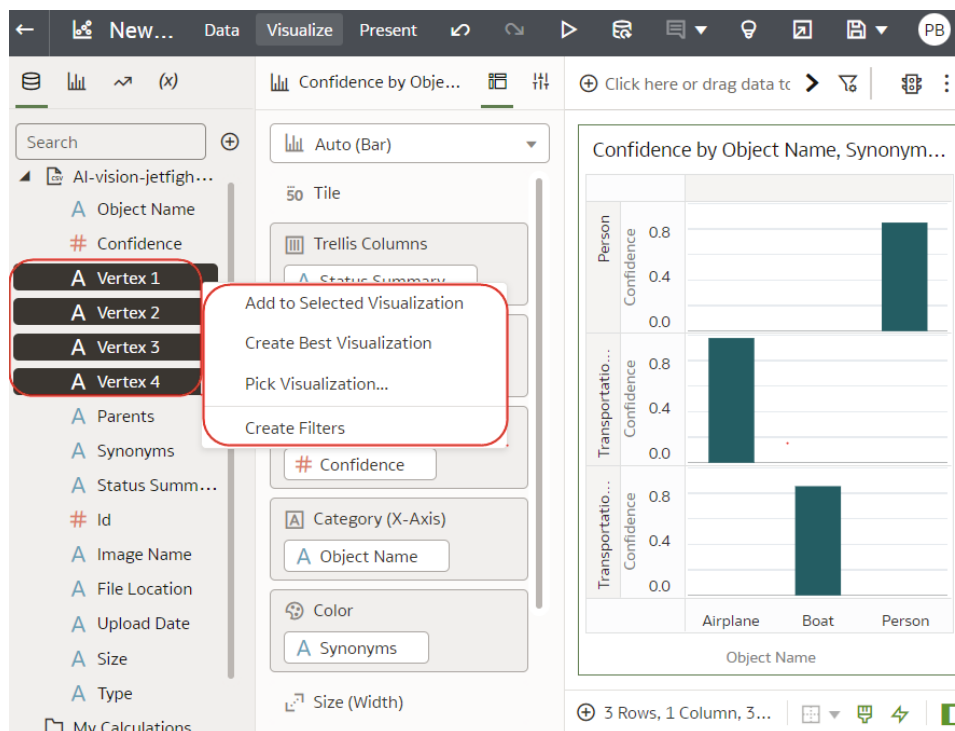 New...
Data
Visualize
Present
PB
(x)
Confidence by Obje...
Click here or drag data tc
Search
AI-vision-jetfigh...
A Object Name
# Confidence
A Vertex 1
A Vertex 2
A Vertex 3
A Vertex 4
A Parents
A Synonyms
A Status Summ...
# Id
A Image Name
A File Location
A Upload Date
A Size
A Type
My Calculations
Auto (Bar)
50 Tile
Trellis Columns
A Status Summary
Add to Selected Visualization
Create Best Visualization
Pick Visualization...
Create Filters
# Confidence
A Category (X-Axis)
A Object Name
Color
A Synonyms
Size (Width)
Confidence by Object Name, Synonym...
Person
Confidence
0.8
0.4
0.0
Transportatio...
Confidence
0.8
0.4
0.0
Transportatio...
Confidence
0.8
0.4
0.0
Airplane
Boat
Person
Object Name
3 Rows, 1 Column, 3...